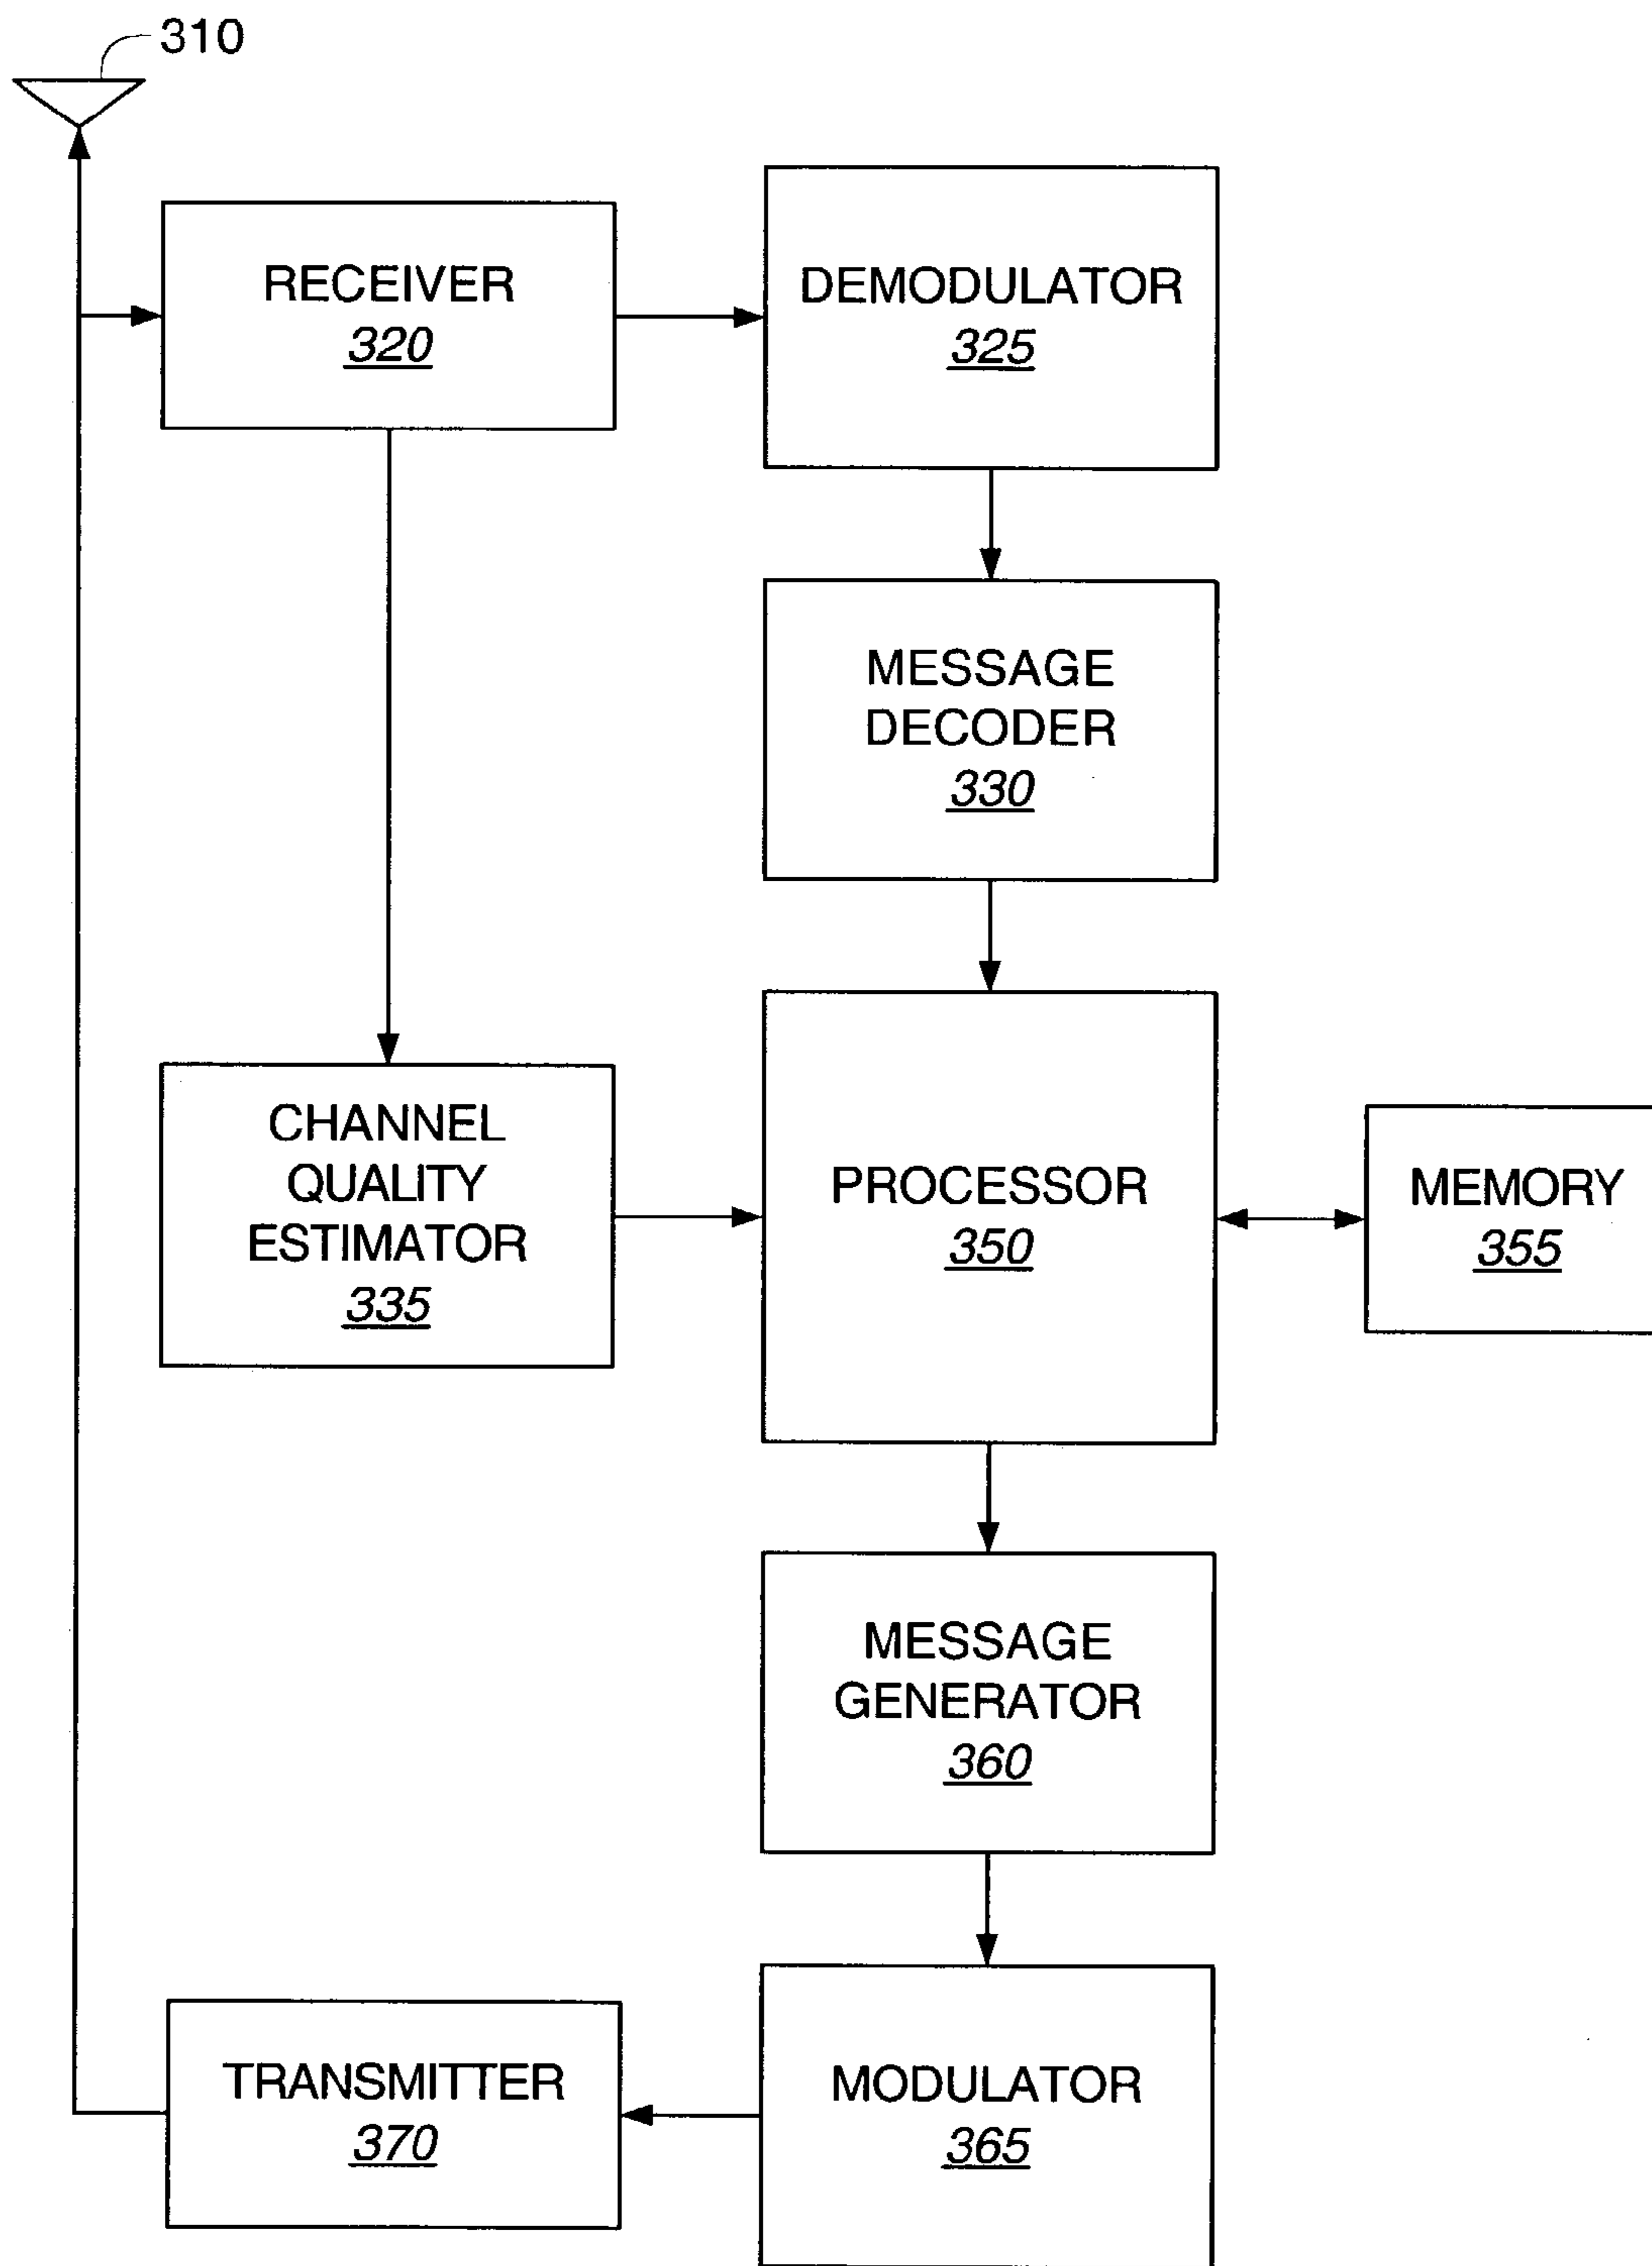 310
RECEIVER
320
DEMODULATOR
325
MESSAGE
DECODER
330
CHANNEL
QUALITY
ESTIMATOR
335
PROCESSOR
350
MEMORY
355
MESSAGE
GENERATOR
360
TRANSMITTER
370
MODULATOR
365